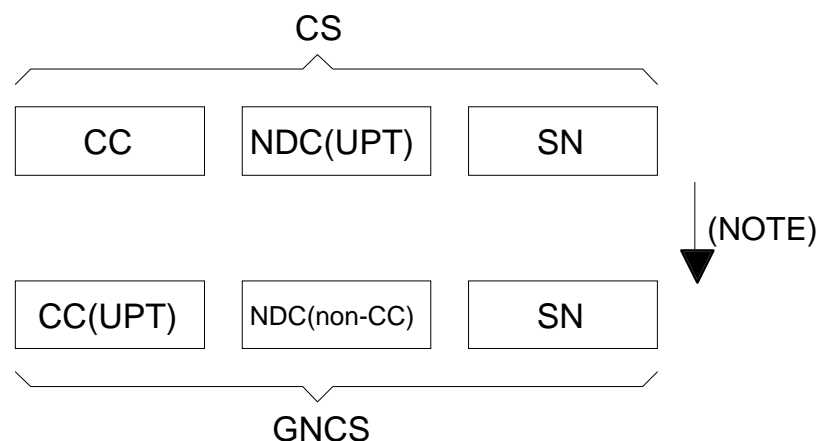 CS
CC NDC(UPT) SN
(NOTE)
CC(UPT) NDC(non-CC) SN
GNCS